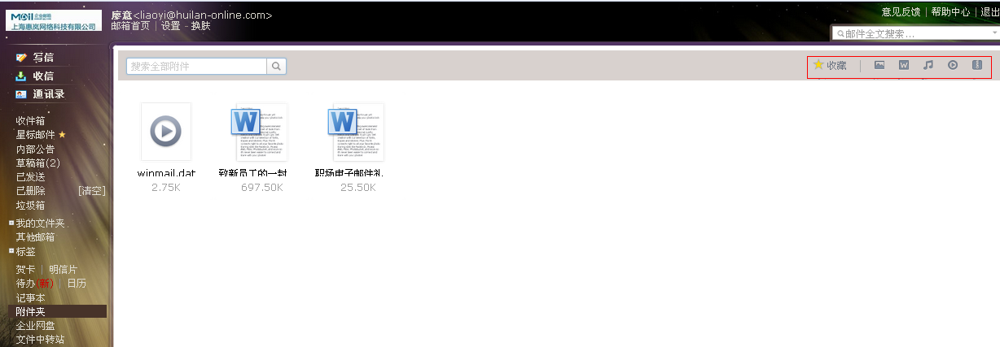 Mail 企业邮箱
上海惠岚网络科技有限公司
廖意<liaoyi@huilan-online.com>
邮箱首页 | 设置 - 换肤
意见反馈 | 帮助中心 | 退出
邮件全文搜索...
写信
收信
通讯录
收件箱
星标邮件
内部公告
草稿箱(2)
已发送
已删除 [清空]
垃圾箱
我的文件夹
其他邮箱
标签
贺卡 | 明信片
待办(新) | 日历
记事本
附件夹
企业网盘
文件中转站
搜索全部附件
收藏
winmail.dat
2.75K
致新员工的一封
697.50K
职场电子邮件礼
25.50K